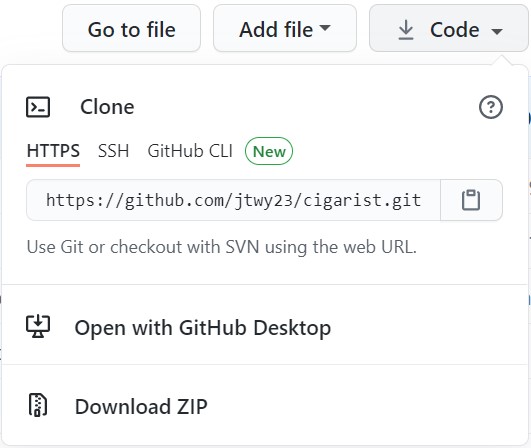 Go to file Add file Code
Clone
HTTPS SSH GitHub CLI New
https://github.com/jtwy23/cigarist.git
Use Git or checkout with SVN using the web URL.
Open with GitHub Desktop
Download ZIP